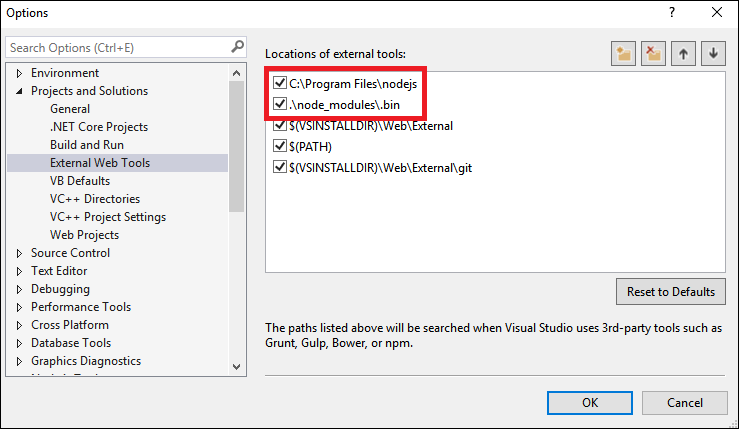 Options
Search Options (Ctrl+E)
Environment
Projects and Solutions
General
.NET Core Projects
Build and Run
External Web Tools
VB Defaults
VC++ Directories
VC++ Project Settings
Web Projects
Source Control
Text Editor
Debugging
Performance Tools
Cross Platform
Database Tools
Graphics Diagnostics
Locations of external tools:
C:\Program Files\nodejs
.\node_modules\.bin
$(VSINSTALLDIR)\Web\External
$(PATH)
$(VSINSTALLDIR)\Web\External\git
Reset to Defaults
The paths listed above will be searched when Visual Studio uses 3rd-party tools such as
Grunt, Gulp, Bower, or npm.
OK
Cancel